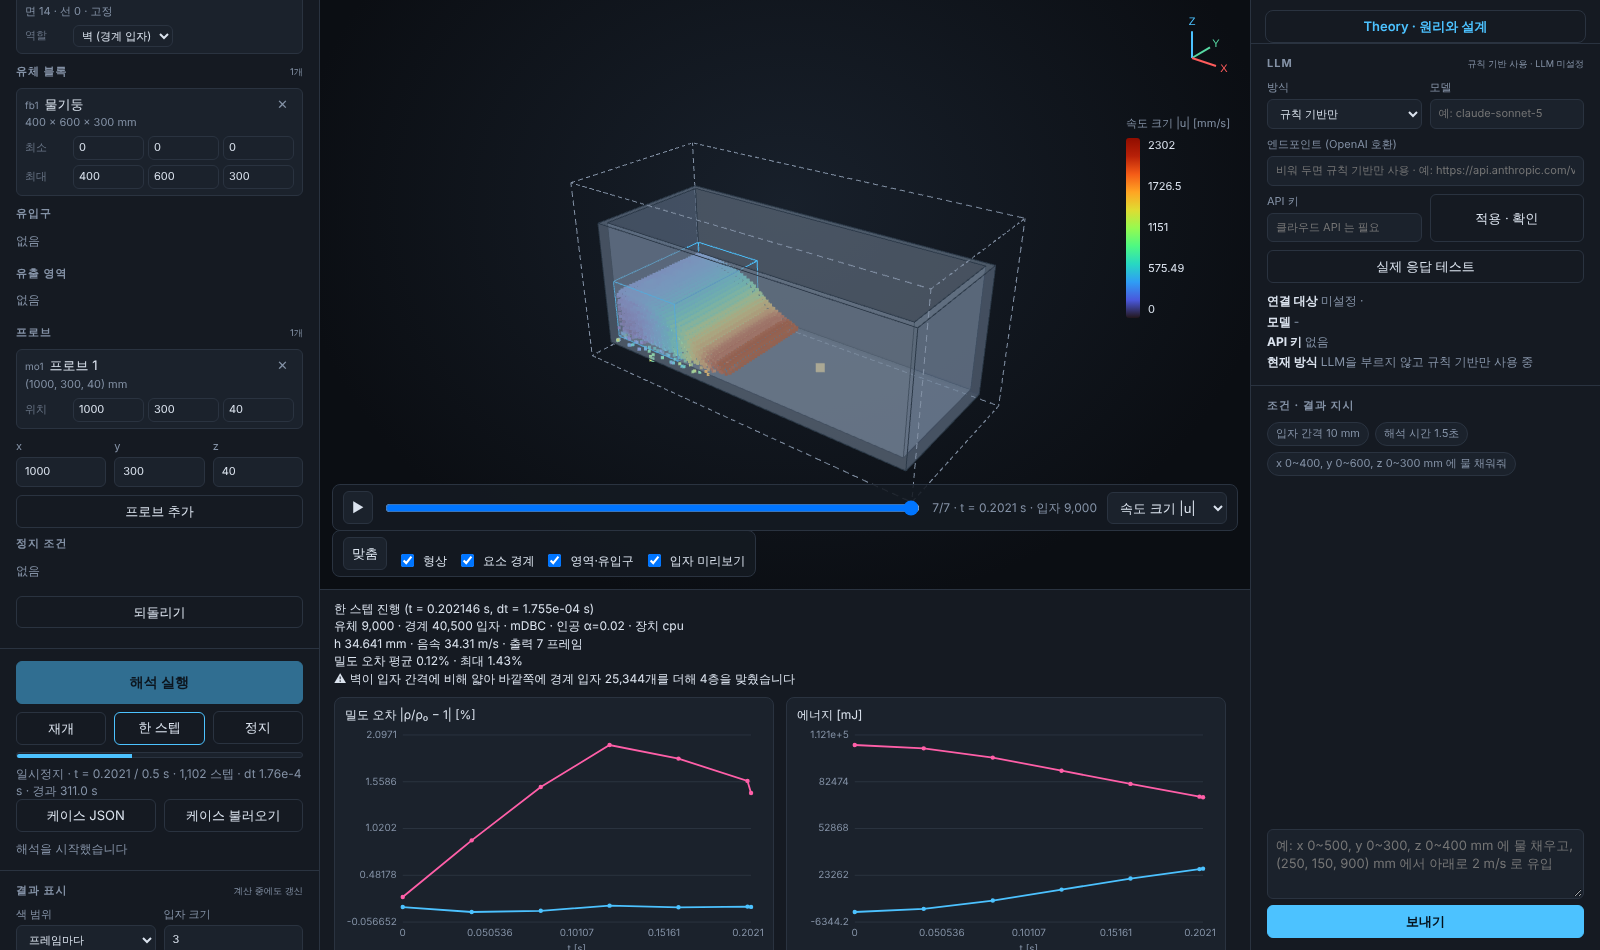 면 14 · 선 0 · 고정
역할
벽 (경계 입자)
유체 블록
1개
fb1 물기둥
✕
400 × 600 × 300 mm
최소
0
0
0
최대
400
600
300
유입구
없음
유출 영역
없음
프로브
1개
mo1 프로브 1
✕
(1000, 300, 40) mm
위치
1000
300
40
x
y
z
1000
300
40
프로브 추가
정지 조건
없음
되돌리기
해석 실행
재개
한 스텝
정지
일시정지 · t = 0.2021 / 0.5 s · 1,102 스텝 · dt 1.76e-4
s · 경과 311.0 s
케이스 JSON
케이스 불러오기
해석을 시작했습니다
결과 표시
계산 중에도 갱신
색 범위
입자 크기
프레임마다
3
Z
Y
X
속도 크기 |u| [mm/s]
2302
1726.5
1151
575.49
0
7/7 · t = 0.2021 s · 입자 9,000
속도 크기 |u|
맞춤
형상
요소 경계
영역·유입구
입자 미리보기
한 스텝 진행 (t = 0.202146 s, dt = 1.755e-04 s)
유체 9,000 · 경계 40,500 입자 · mDBC · 인공 α=0.02 · 장치 cpu
h 34.641 mm · 음속 34.31 m/s · 출력 7 프레임
밀도 오차 평균 0.12% · 최대 1.43%
⚠ 벽이 입자 간격에 비해 얇아 바깥쪽에 경계 입자 25,344개를 더해 4층을 맞췄습니다
밀도 오차 |ρ/ρ₀ − 1| [%]
2.0971
1.5586
1.0202
0.48178
-0.056652
0
0.050536
0.10107
0.15161
0.2021
t [s]
에너지 [mJ]
1.121e+5
82474
52868
23262
-6344.2
0
0.050536
0.10107
0.15161
0.2021
t [s]
Theory · 원리와 설계
LLM
규칙 기반 사용 · LLM 미설정
방식
모델
규칙 기반만
예: claude-sonnet-5
엔드포인트 (OpenAI 호환)
비워 두면 규칙 기반만 사용 · 예: https://api.anthropic.com/v
API 키
클라우드 API 는 필요
적용 · 확인
실제 응답 테스트
연결 대상 미설정 ·
모델 -
API 키 없음
현재 방식 LLM을 부르지 않고 규칙 기반만 사용 중
조건 · 결과 지시
입자 간격 10 mm
해석 시간 1.5초
x 0~400, y 0~600, z 0~300 mm 에 물 채워줘
예: x 0~500, y 0~300, z 0~400 mm 에 물 채우고,
(250, 150, 900) mm 에서 아래로 2 m/s 로 유입
보내기